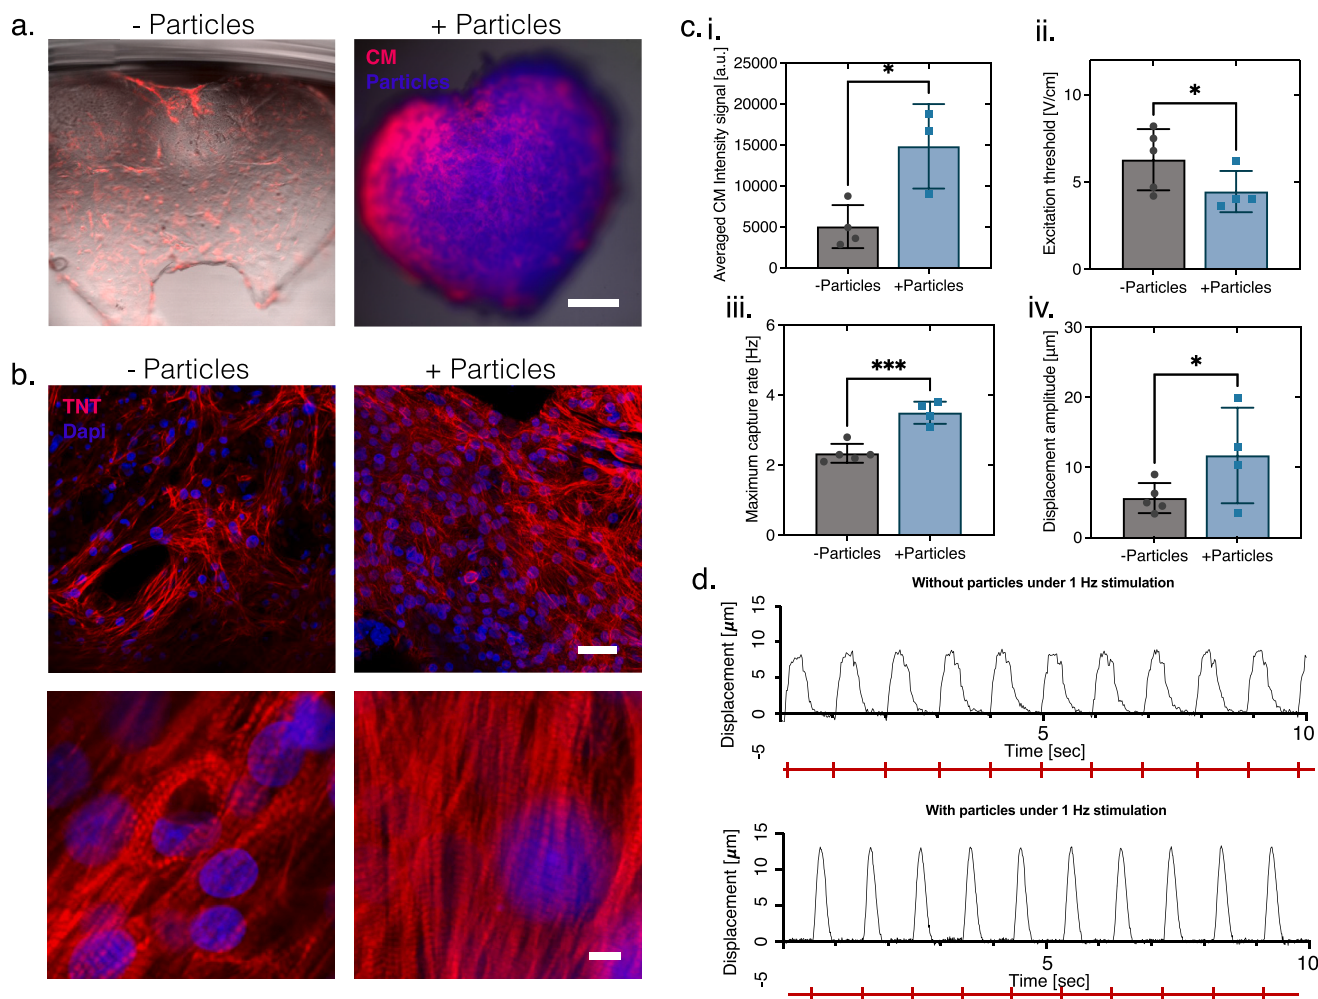 a.
- Particles
+ Particles
CM
Particles
b.
- Particles
+ Particles
TNT
Dapi
c. i.
Averaged CM Intensity signal [a.u.]
25000
20000
15000
10000
5000
0
*
-Particles
+Particles
ii.
Excitation threshold [V/cm]
10
5
0
*
-Particles
+Particles
iii.
Maximum capture rate [Hz]
6
4
2
0
***
-Particles
+Particles
iv.
Displacement amplitude [µm]
30
20
10
0
*
-Particles
+Particles
d.
Without particles under 1 Hz stimulation
Displacement [µm]
15
10
5
0
-5
5
10
Time [sec]
With particles under 1 Hz stimulation
Displacement [µm]
15
10
5
0
-5
5
10
Time [sec]